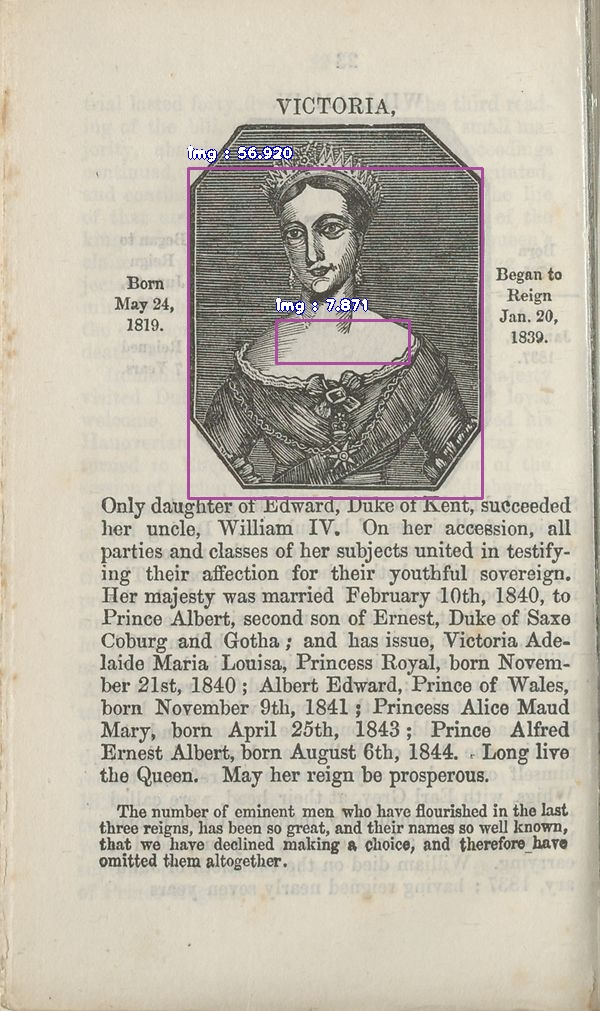 VICTORIA,
Img : 56.920
Img : 7.871
Born
May 24,
1819.
Began to
Reign
Jan. 20,
1839.
Only daughter of Edward, Duke of Kent, succeeded
her uncle, William IV. On her accession, all
parties and classes of her subjects united in testify-
ing their affection for their youthful sovereign.
Her majesty was married February 10th, 1840, to
Prince Albert, second son of Ernest, Duke of Saxe
Coburg and Gotha; and has issue, Victoria Ade-
laide Maria Louisa, Princess Royal, born Novem-
ber 21st, 1840; Albert Edward, Prince of Wales,
born November 9th, 1841; Princess Alice Maud
Mary, born April 25th, 1843; Prince Alfred
Ernest Albert, born August 6th, 1844. Long live
the Queen. May her reign be prosperous.
The number of eminent men who have flourished in the last
three reigns, has been so great, and their names so well known,
that we have declined making a choice, and therefore have
omitted them altogether.